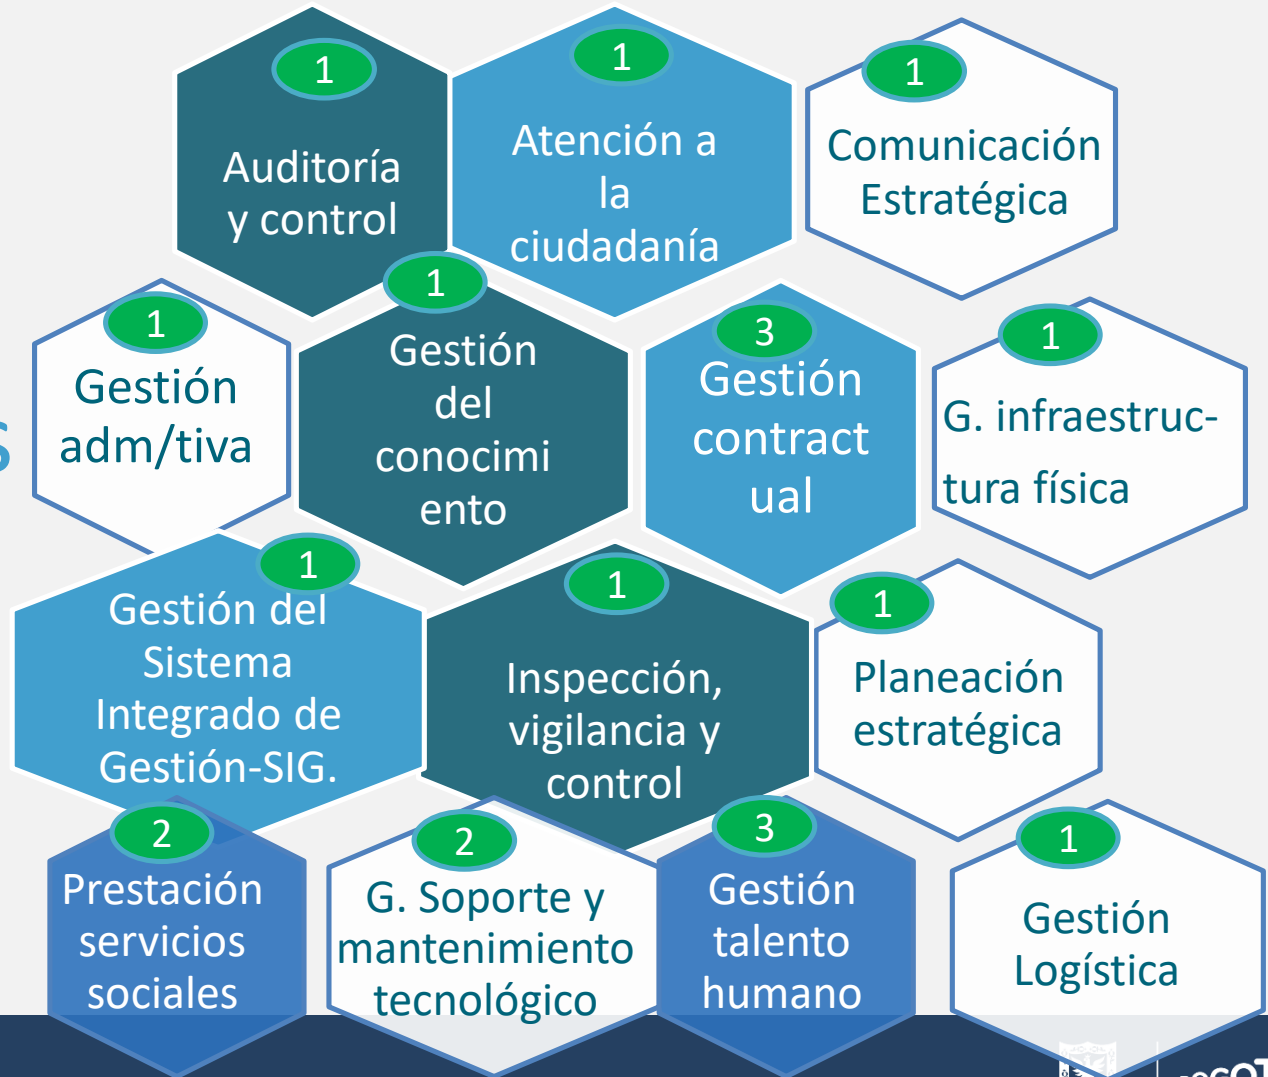 1
Auditoría
y control
1
Atención a
la
ciudadanía
1
Comunicación
Estratégica
1
Gestión
adm/tiva
1
Gestión
del
conocimi
ento
3
Gestión
contract
ual
1
G. infraestruc-
tura física
S
1
Gestión del
Sistema
Integrado de
Gestión-SIG.
1
Inspección,
vigilancia y
control
1
Planeación
estratégica
2
Prestación
servicios
sociales
2
G. Soporte y
mantenimiento
tecnológico
3
Gestión
talento
humano
1
Gestión
Logística